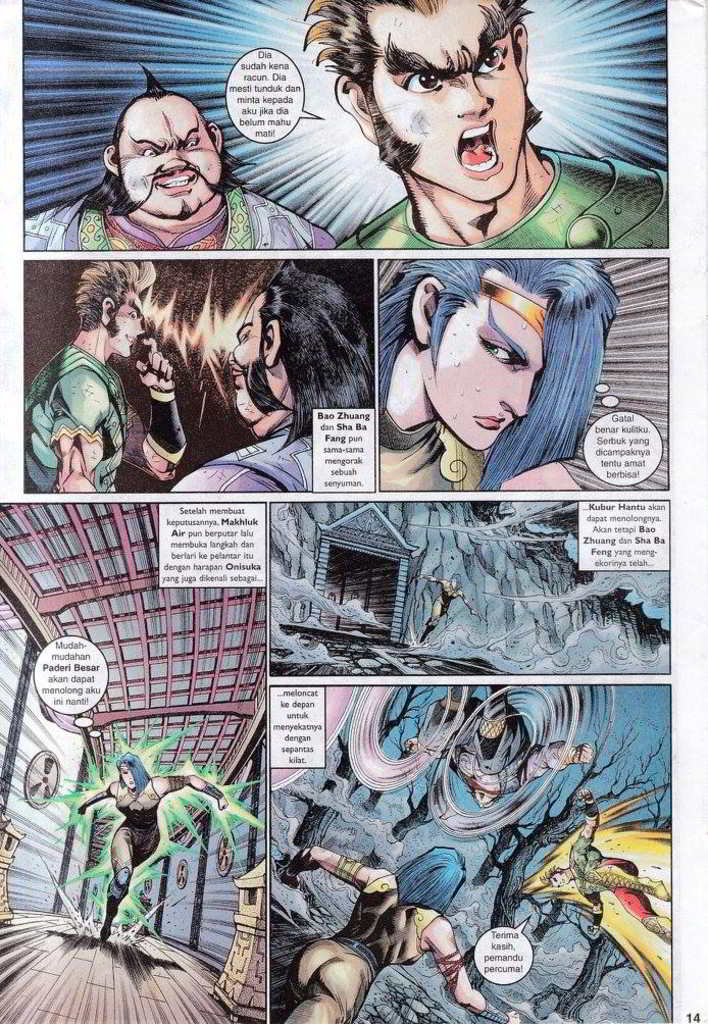 Dia
sudah kena
racun. Dia
mesti tunduk dan
minta kepada
aku jika dia
belum mahu
mati!
Bao Zhuang
dan Sha Ba
Fang pun
sama-sama
mengorak
sebuah
senyuman.
Gatal
benar kulitku.
Serbuk yang
dicampaknya
tentu amat
berbisa!
Setelah membuat
keputusannya, Makhluk
Air pun berputar lalu
membuka langkah dan
berlari ke pelantar itu
dengan harapan Onisuka
yang juga dikenali sebagai...
Mudah-
mudahan
Paderi Besar
akan dapat
menolong aku
ini nanti!
...Kubur Hantu akan
dapat menolongnya.
Akan tetapi Bao
Zhuang dan Sha Ba
Feng yang meng-
ekorinya telah...
...meloncat
ke depan
untuk
menyekatnya
dengan
sepantas
kilat.
Terima
kasih,
pemandu
percuma!
14